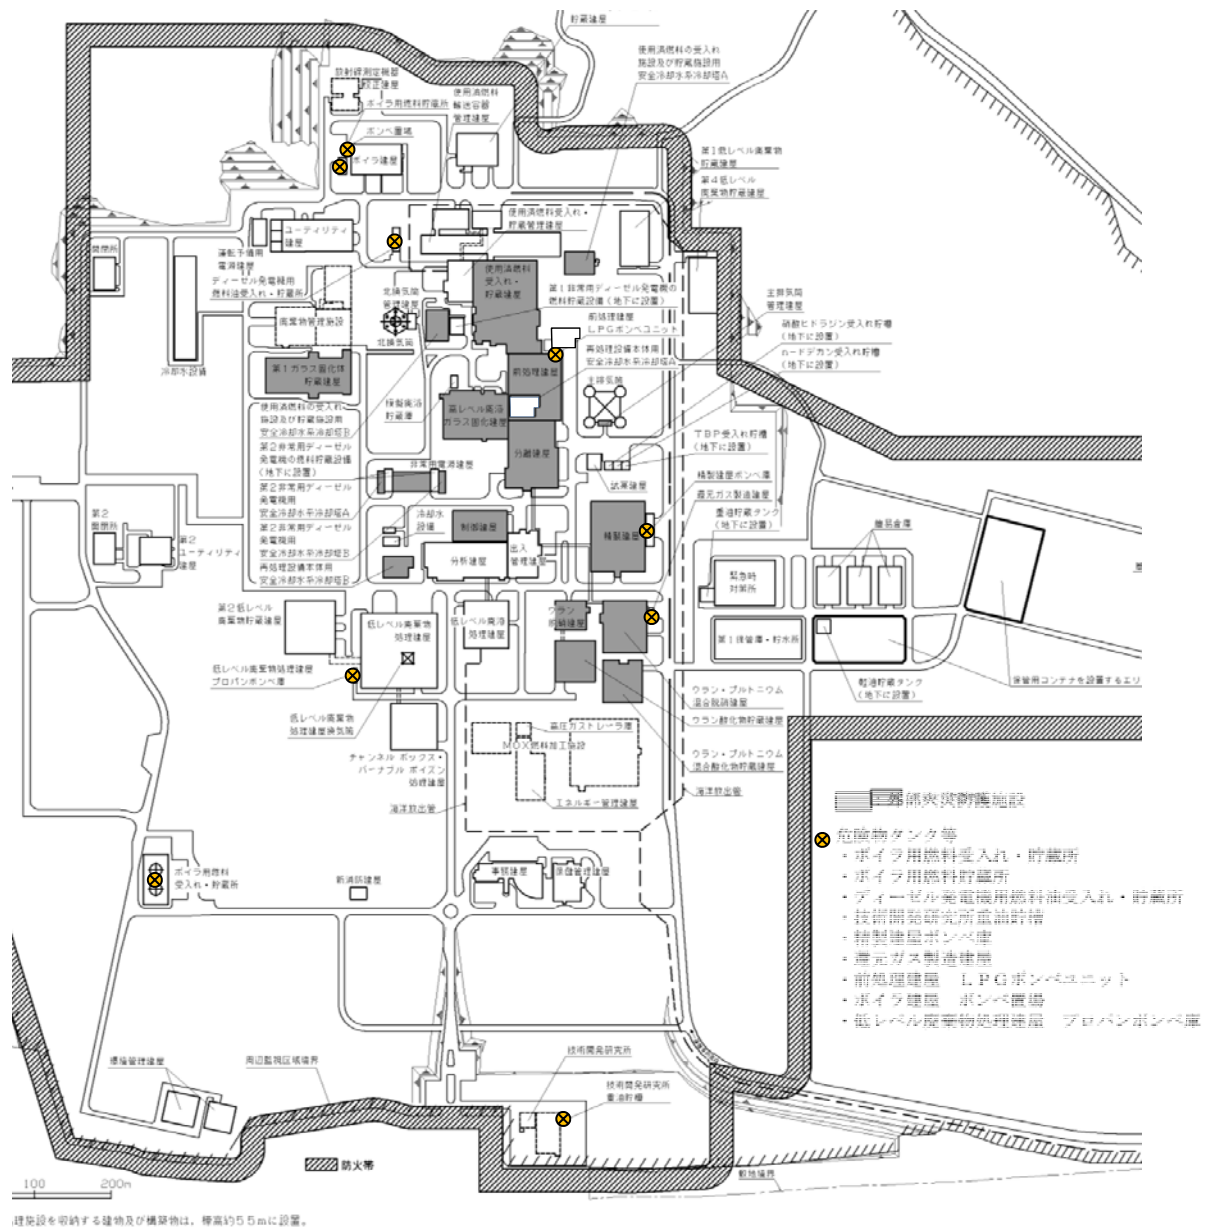 貯蔵建屋
使用済燃料の受入れ
施設及び貯蔵施設用
安全冷却水系冷却塔A
放射線測定機器
校正建屋
ボイラ用燃料貯蔵所
ボンベ置場
ボイラ建屋
使用済燃料
輸送容器
管理建屋
第1低レベル廃棄物
貯蔵建屋
第4低レベル
廃棄物貯蔵建屋
使用済燃料受入れ・
貯蔵管理建屋
ユーティリティ
建屋
開閉所
運転予備用
電源建屋
ディーゼル発電機用
燃料油受入れ・貯蔵所
北換気筒
管理建屋
使用済燃料
受入れ・
貯蔵建屋
第1非常用ディーゼル発電機の
燃料貯蔵設備(地下に設置)
主排気筒
管理建屋
廃棄物管理施設
北換気筒
前処理建屋
LPGボンベユニット
硝酸ヒドラジン受入れ貯槽
(地下に設置)
再処理設備本体用
安全冷却水系冷却塔A
n-ドデカン受入れ貯槽
(地下に設置)
冷却水設備
第1ガラス固化体
貯蔵建屋
前処理建屋
主排気筒
使用済燃料の受入れ
施設及び貯蔵施設用
安全冷却水系冷却塔B
模擬廃液
貯蔵庫
高レベル廃液
ガラス固化建屋
第2非常用ディーゼル
発電機の燃料貯蔵設備
(地下に設置)
分離建屋
TBP受入れ貯槽
(地下に設置)
非常用電源建屋
第2非常用ディーゼル
発電機用
安全冷却水系冷却塔A
試薬建屋
精製建屋ボンベ庫
還元ガス製造建屋
重油貯蔵タンク
(地下に設置)
第2
開閉所
第2非常用ディーゼル
発電機用
安全冷却水系冷却塔B
冷却水
設備
制御建屋
出入
管理建屋
精製建屋
簡易倉庫
第2
ユーティリティ
建屋
再処理設備本体用
安全冷却水系冷却塔B
分析建屋
緊急時
対策所
第2低レベル
廃棄物貯蔵建屋
低レベル廃棄物
処理建屋
低レベル廃液
処理建屋
ウラン
脱硝建屋
第1保管庫・貯水所
低レベル廃棄物処理建屋
プロパンボンベ庫
軽油貯蔵タンク
(地下に設置)
保管用コンテナを設置するエリ
ウラン・プルトニウム
混合脱硝建屋
ウラン酸化物貯蔵建屋
低レベル廃棄物
処理建屋換気筒
高圧ガストレーラ庫
MOX燃料加工施設
チャンネル ボックス・
バーナブル ポイズン
処理建屋
ウラン・プルトニウム
混合酸化物貯蔵建屋
海洋放出管
エネルギー管理建屋
海洋放出管
外部火災防護施設
危険物タンク等
・ボイラ用燃料受入れ・貯蔵所
・ボイラ用燃料貯蔵所
・ディーゼル発電機用燃料油受入れ・貯蔵所
・技術開発研究所重油貯槽
・精製建屋ボンベ庫
・還元ガス製造建屋
・前処理建屋 LPGボンベユニット
・ボイラ建屋 ボンベ置場
・低レベル廃棄物処理建屋 プロパンボンベ庫
ボイラ用燃料
受入れ・貯蔵所
新消防建屋
事務建屋
環境管理建屋
周辺監視区域境界
技術開発研究所
技術開発研究所
重油貯槽
防火帯
敷地境界
100 200m
理施設を収納する建物及び構築物は、標高約55mに設置。